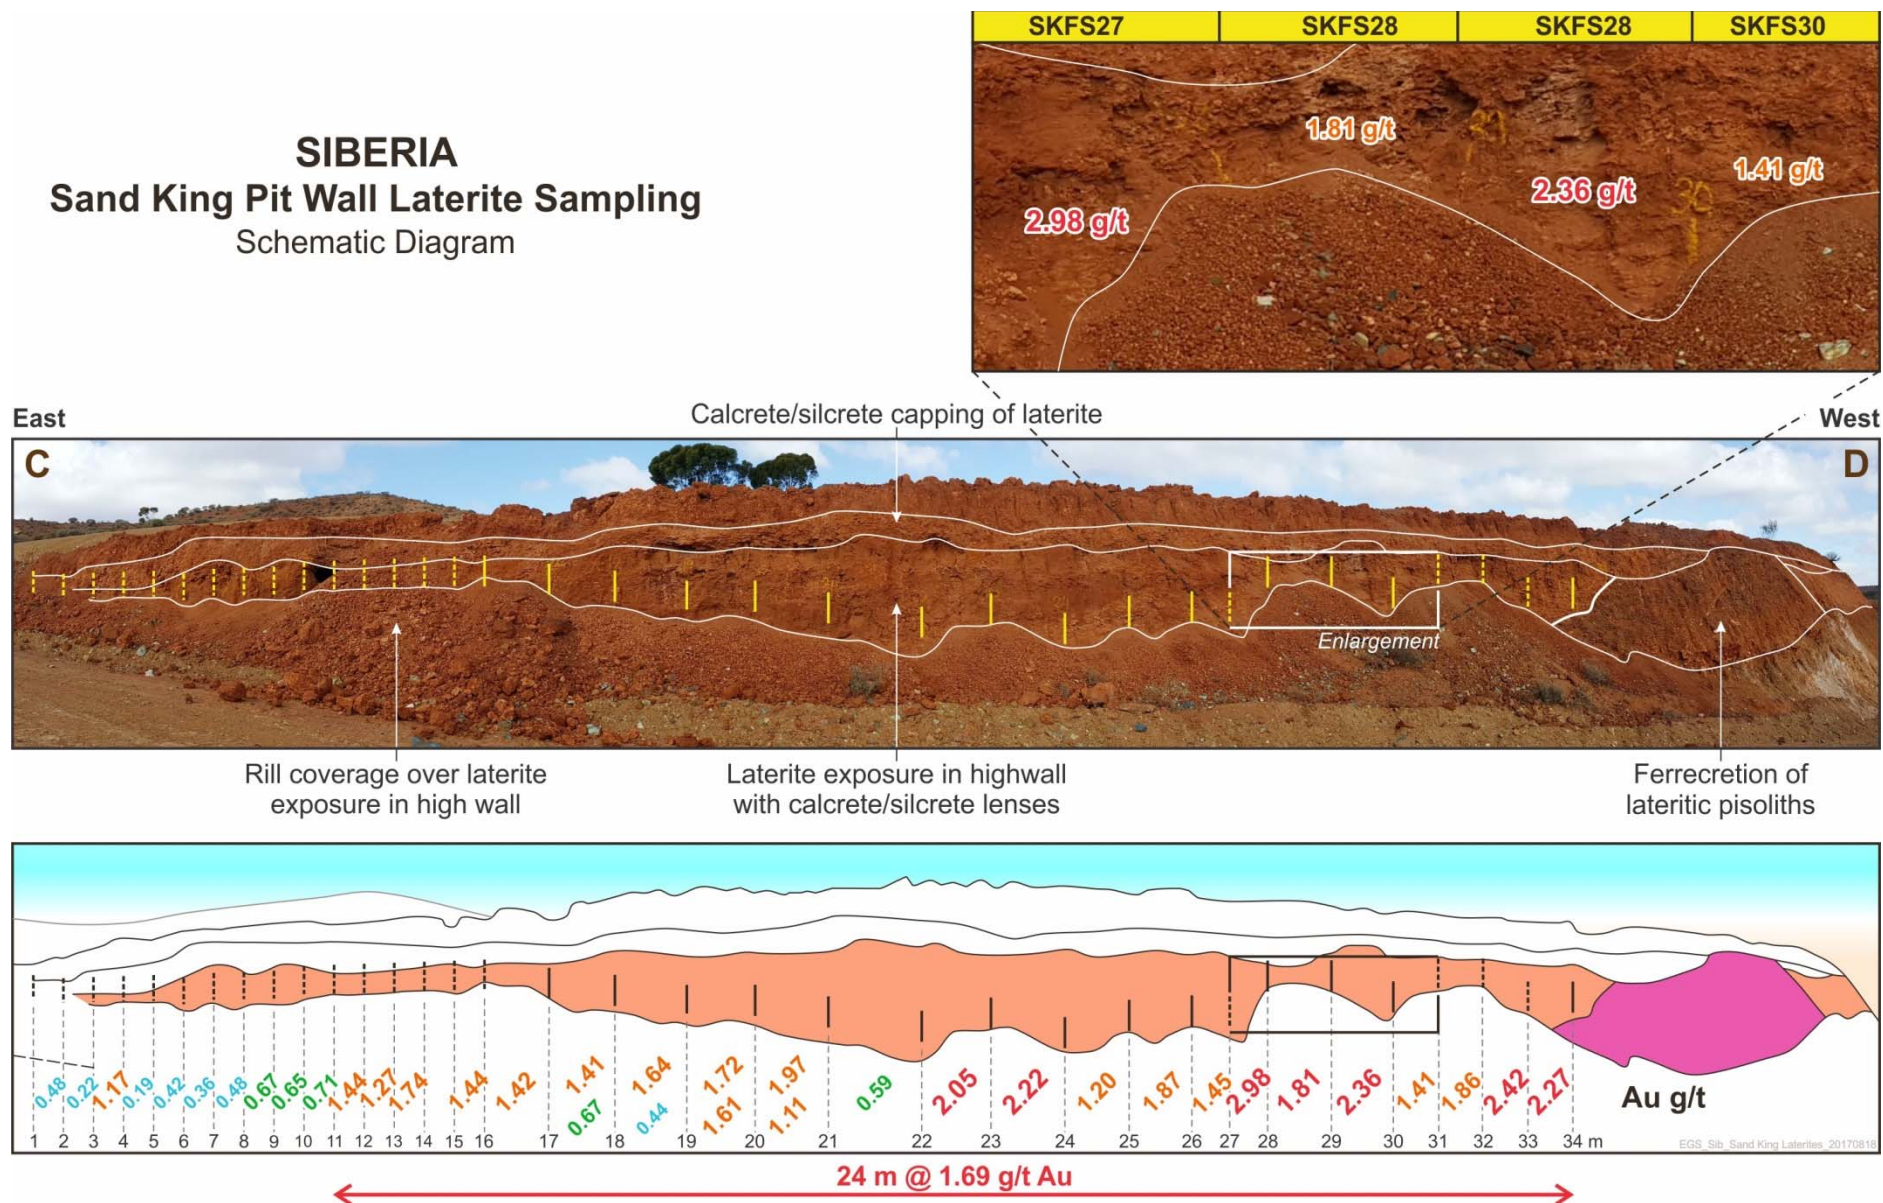 SKFS27 SKFS28 SKFS28 SKFS30
SIBERIA
Sand King Pit Wall Laterite Sampling
Schematic Diagram
1.81 g/t
27
1.41 g/t
2.36 g/t
30
2.98 g/t
East
Calcrete/silcrete capping of laterite
West
C
D
Enlargement
Rill coverage over laterite
exposure in high wall
Laterite exposure in highwall
with calcrete/silcrete lenses
Ferrecretion of
lateritic pisoliths
0.48 0.22 1.17 0.19 0.42 0.36 0.48 0.67 0.65 0.71 1.44 1.27 1.74 1.44 1.42 1.41 1.64 1.72 1.97 0.59 2.05 2.22 1.20 1.87 1.45 2.98 1.81 2.36 1.41 1.86 2.42 2.27
Au g/t
0.67 0.44 1.61 1.11
1 2 3 4 5 6 7 8 9 10 11 12 13 14 15 16 17 18 19 20 21 22 23 24 25 26 27 28 29 30 31 32 33 34 m
EGS_Sib_Sand King Laterites_20170818
24 m @ 1.69 g/t Au